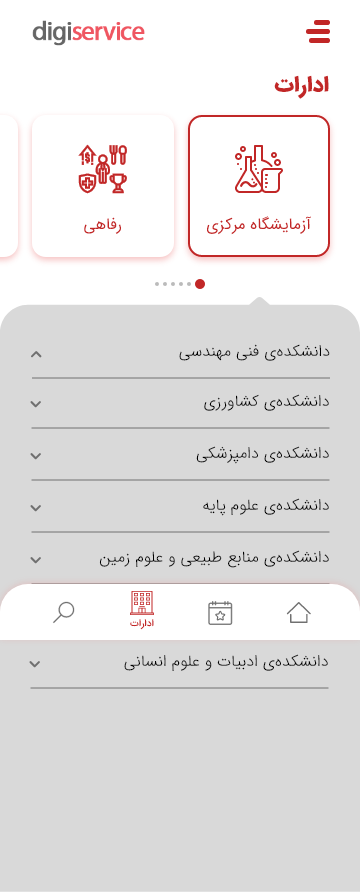 digiservice
ادارات
آزمایشگاه مرکزی
رفاهی
دانشکده‌ی فنی مهندسی
دانشکده‌ی کشاورزی
دانشکده‌ی دامپزشکی
دانشکده‌ی علوم پایه
دانشکده‌ی منابع طبیعی و علوم زمین
ادارات
دانشکده‌ی ادبیات و علوم انسانی